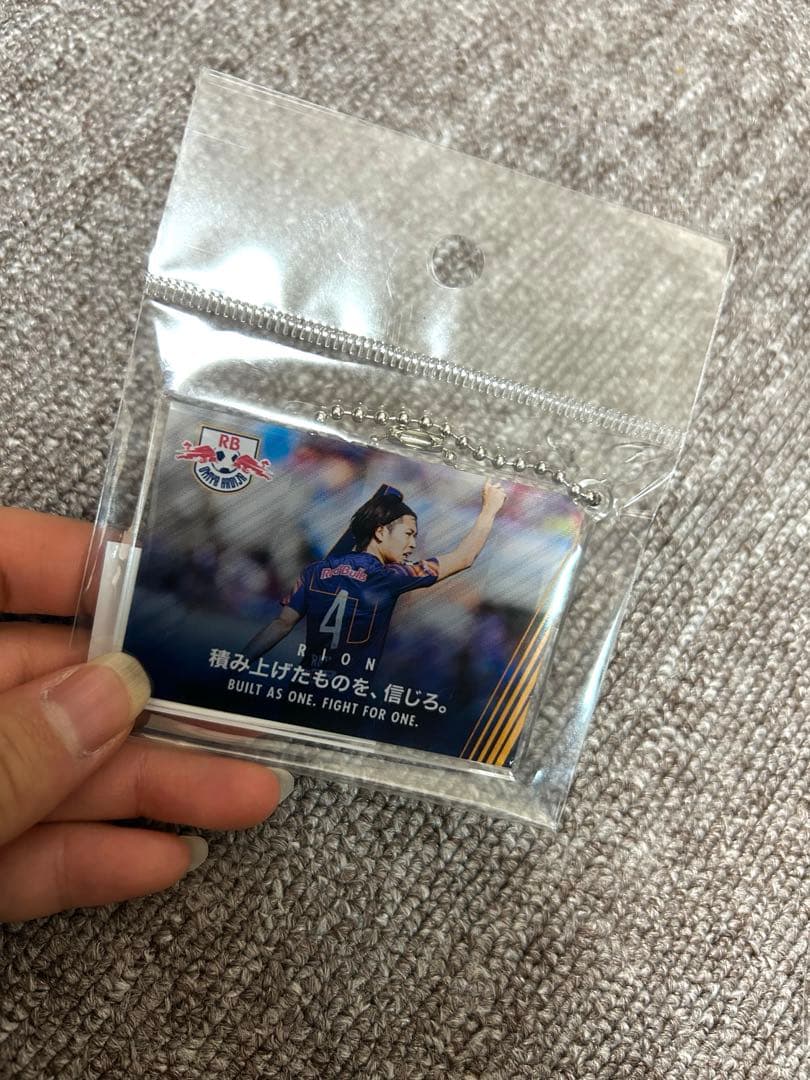 RB
OMIYA ARDIJA
Red Bulls
4
RION
積み上げたものを、信じろ。
BUILT AS ONE. FIGHT FOR ONE.